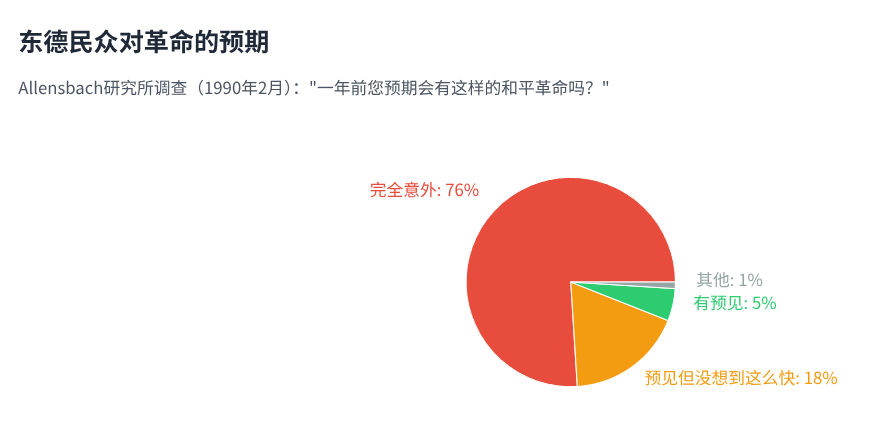 东德民众对革命的预期
Allensbach研究所调查（1990年2月）："一年前您预期会有这样的和平革命吗？"
完全意外: 76%
其他: 1%
有预见: 5%
预见但没想到这么快: 18%